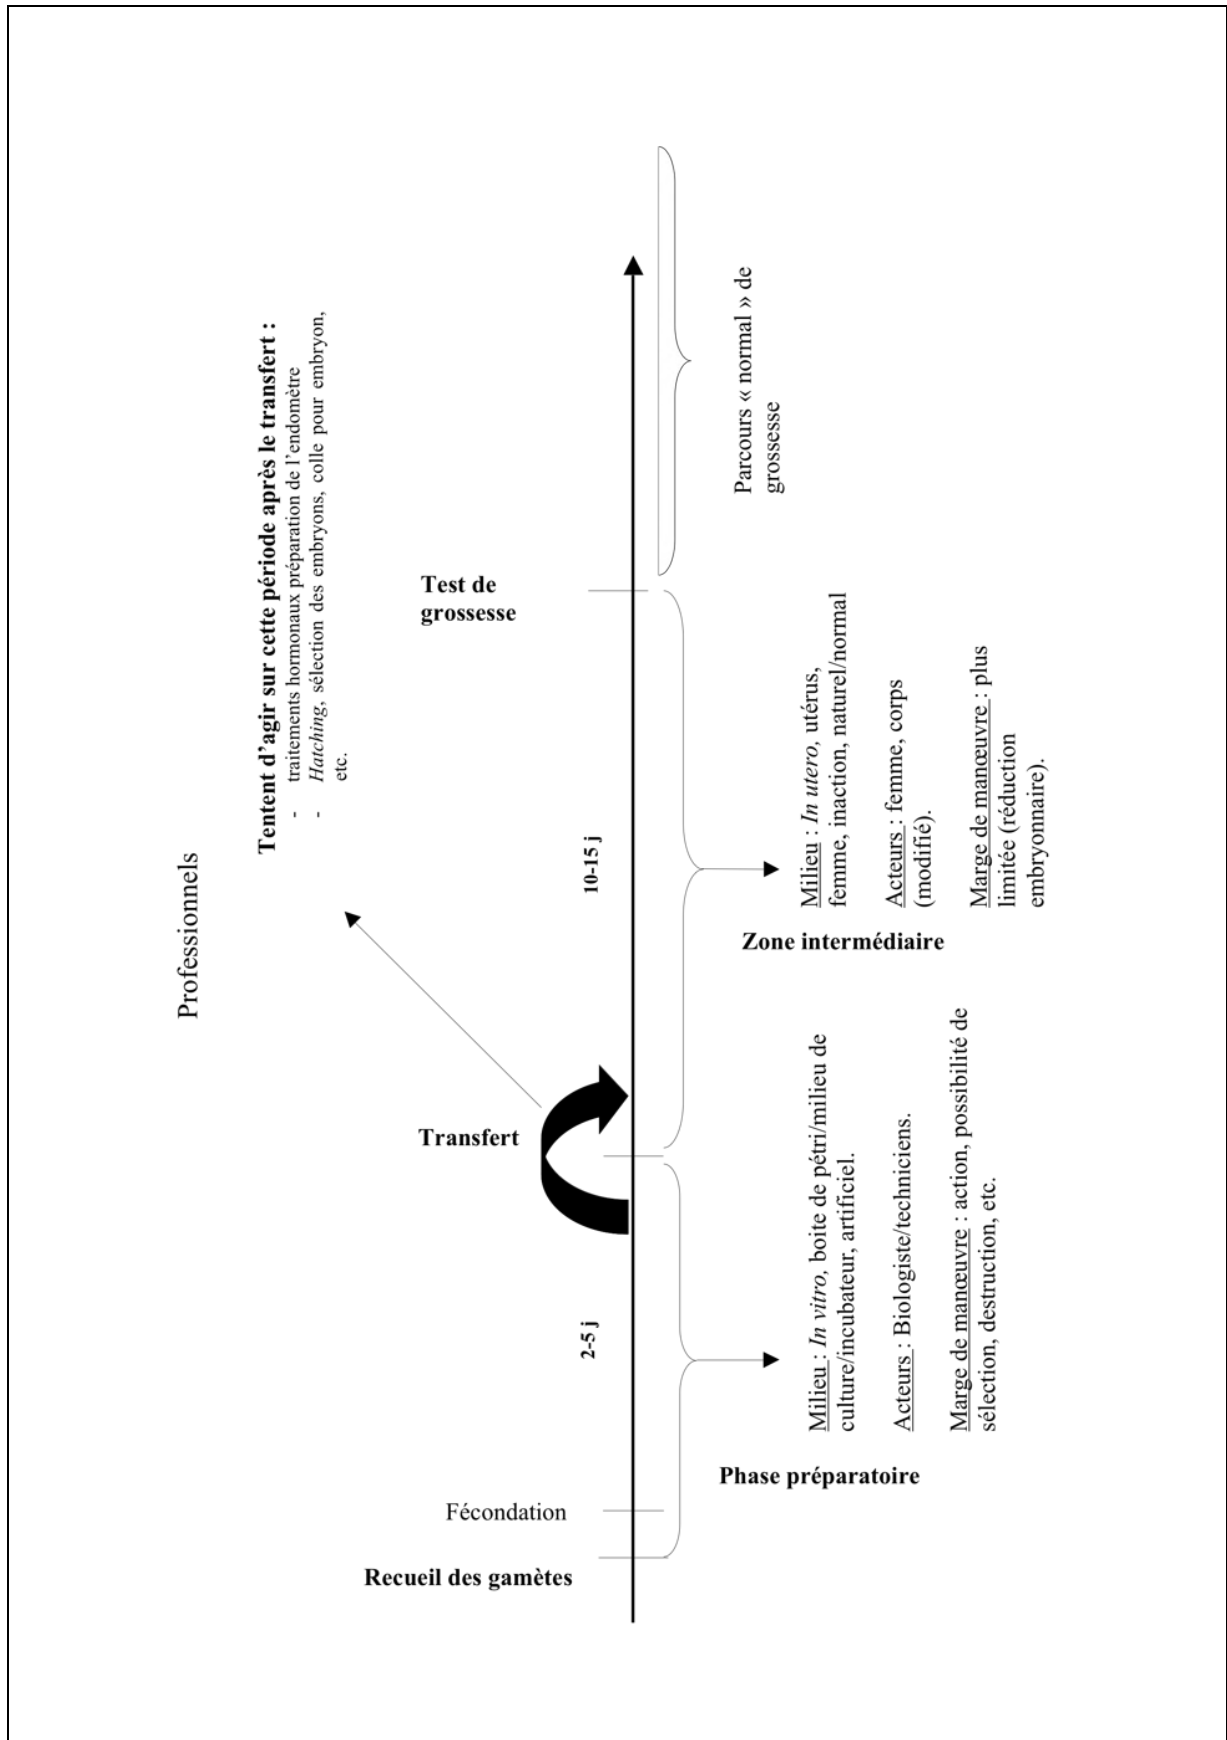 Professionnels
Tentent d’agir sur cette période après le transfert :
- traitements hormonaux préparation de l’endomètre
- Hatching, sélection des embryons, colle pour embryon,
etc.
Recueil des gamètes
Fécondation
Transfert
Test de
grossesse
2-5 j
10-15 j
Phase préparatoire
Milieu : In vitro, boite de pétri/milieu de
culture/incubateur, artificiel.
Acteurs : Biologiste/techniciens.
Marge de manœuvre : action, possibilité de
sélection, destruction, etc.
Zone intermédiaire
Milieu : In utero, utérus,
femme, inaction, naturel/normal
Acteurs : femme, corps
(modifié).
Marge de manœuvre : plus
limitée (réduction
embryonnaire).
Parcours « normal » de
grossesse